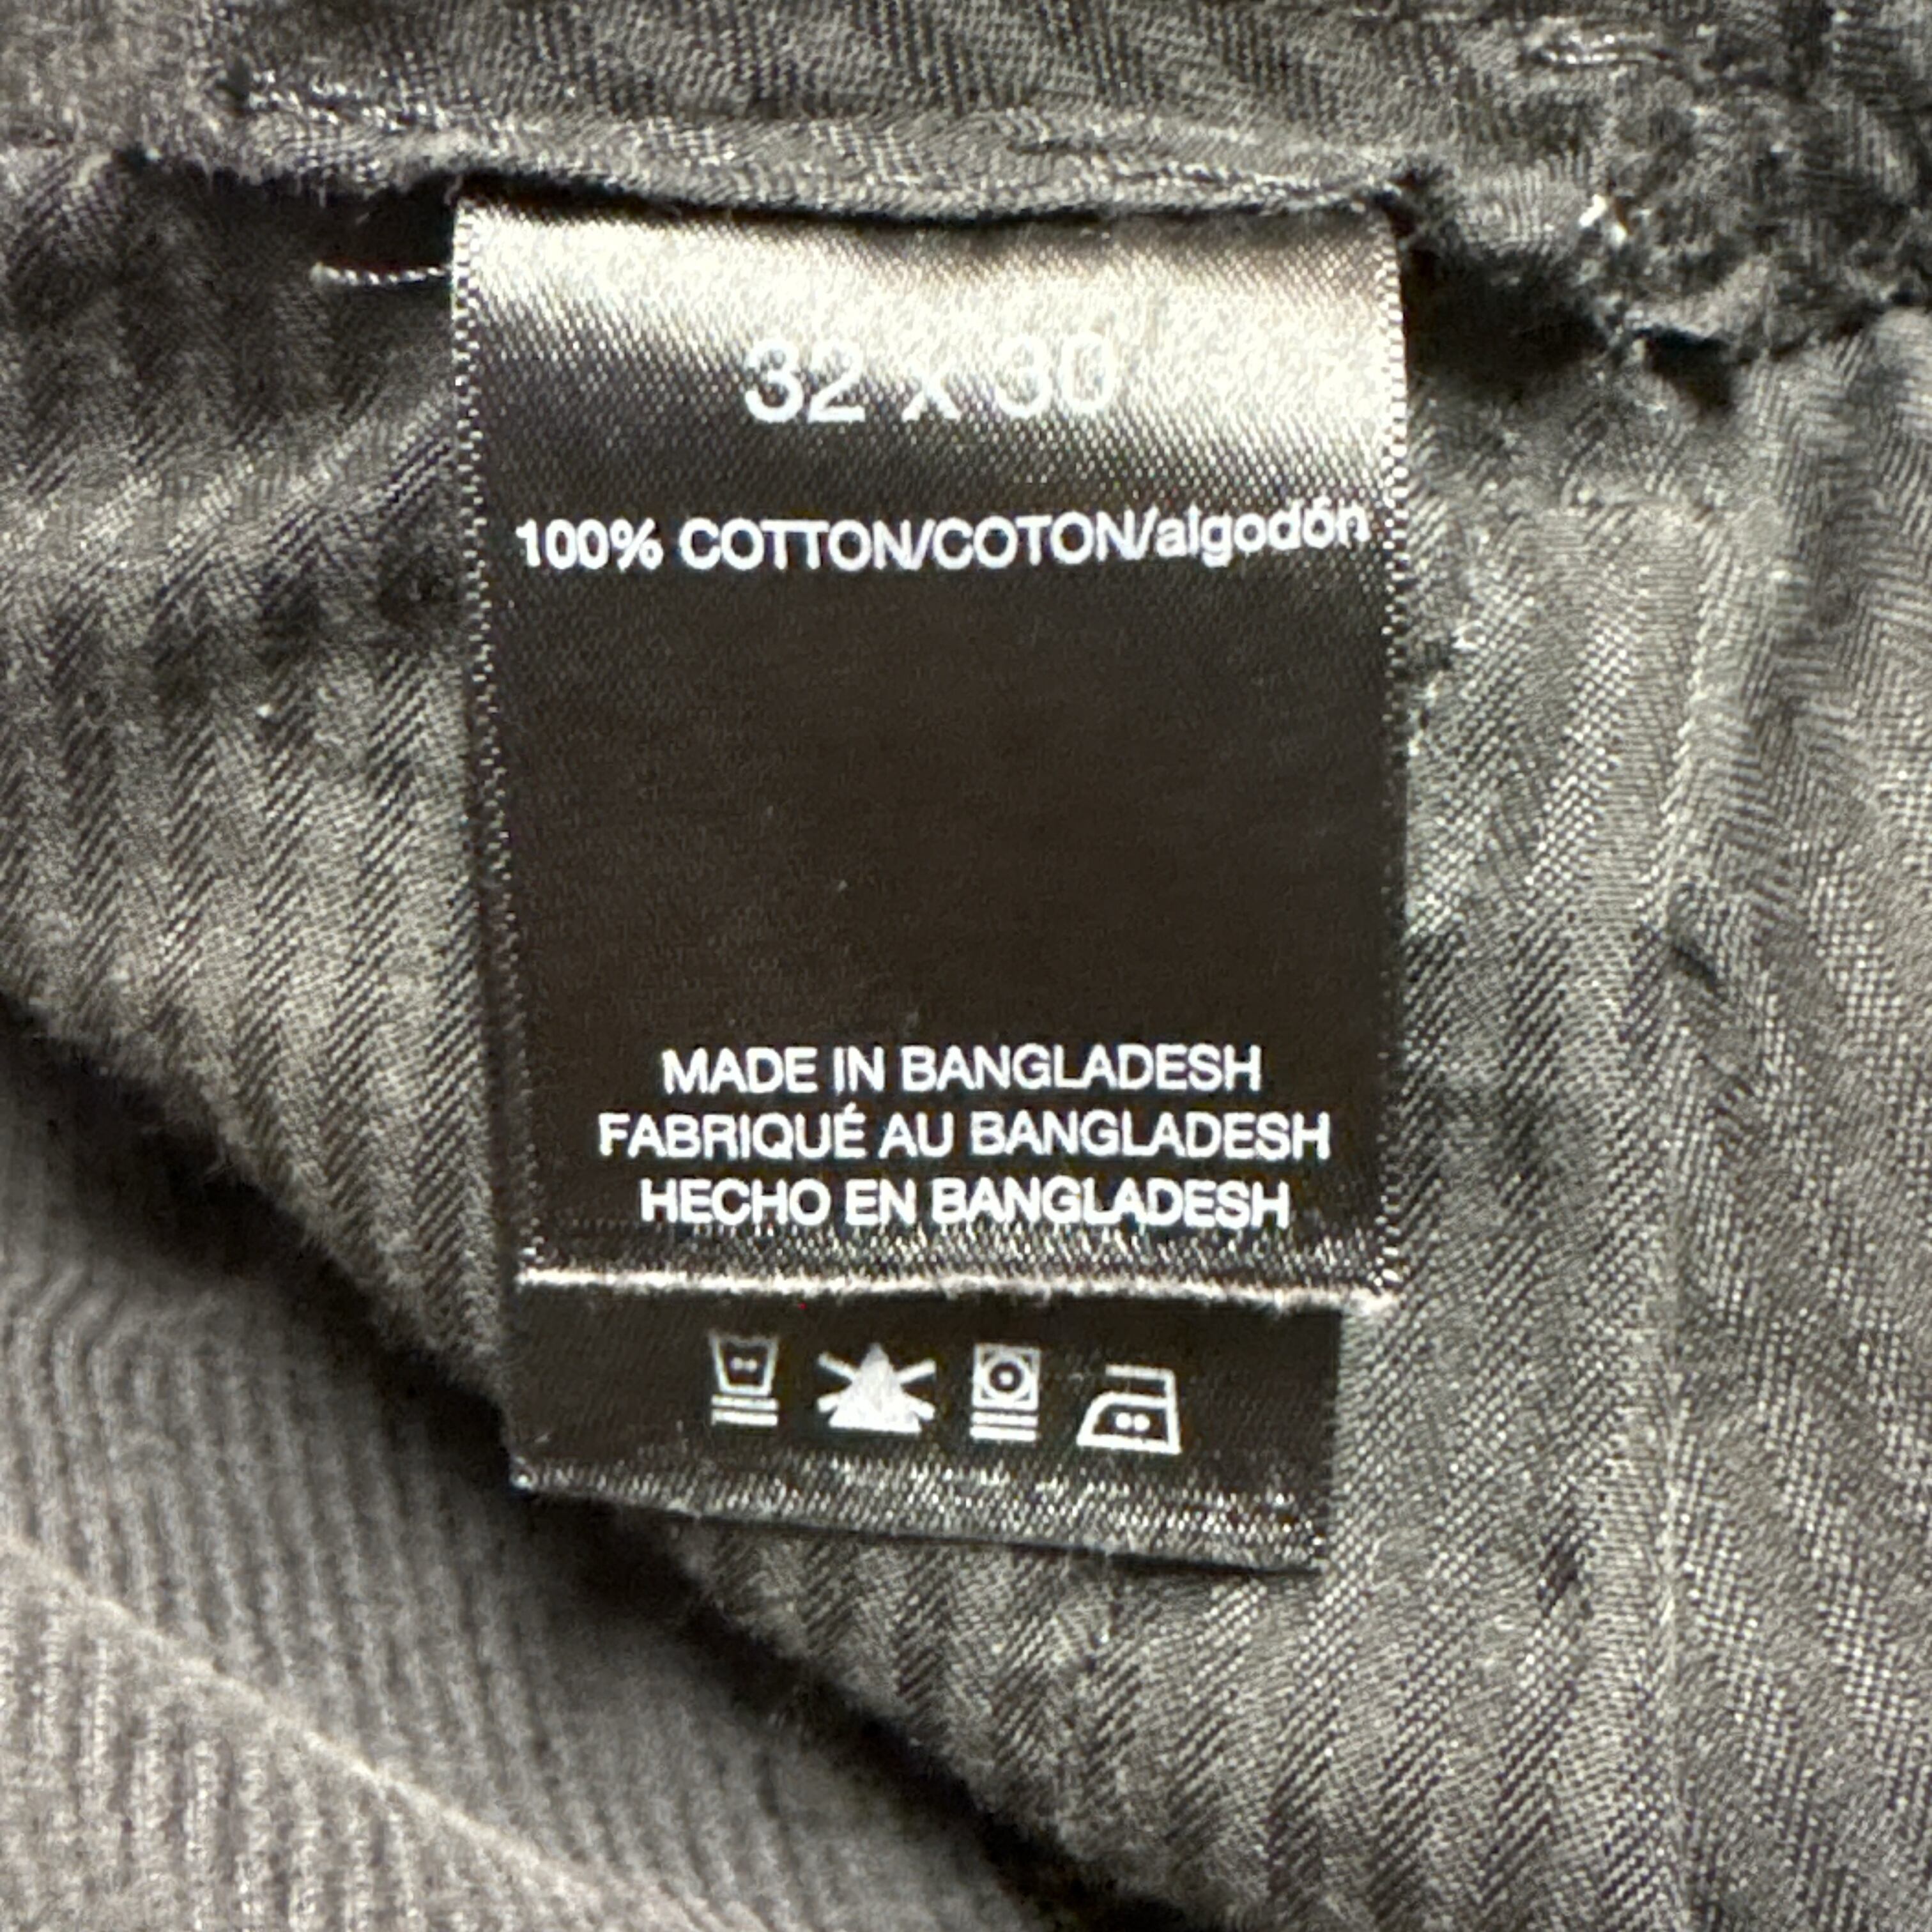 32 x 30
100% COTTON/COTON/algodón
MADE IN BANGLADESH
FABRIQUÉ AU BANGLADESH
HECHO EN BANGLADESH